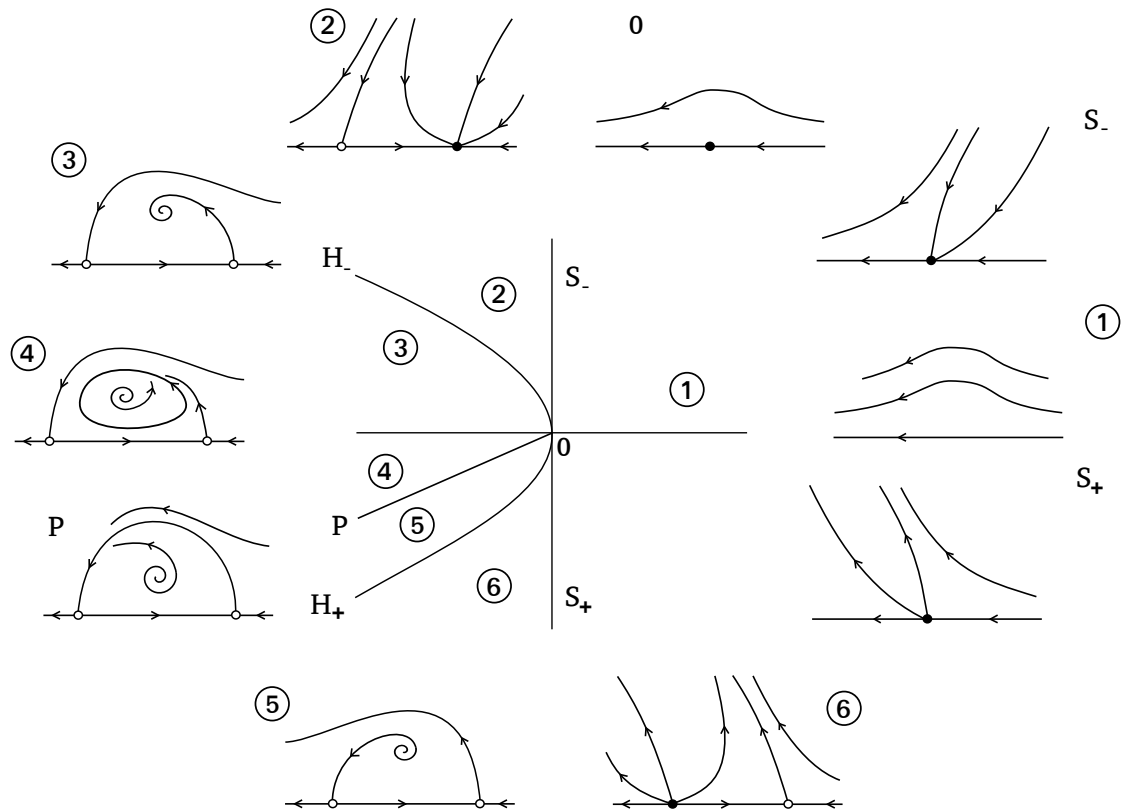 ② 0
S-
③
H-
② S-
④ ③ ①
①
0
④
S+
P P ⑤
⑥ S+
H+
⑤ ⑥